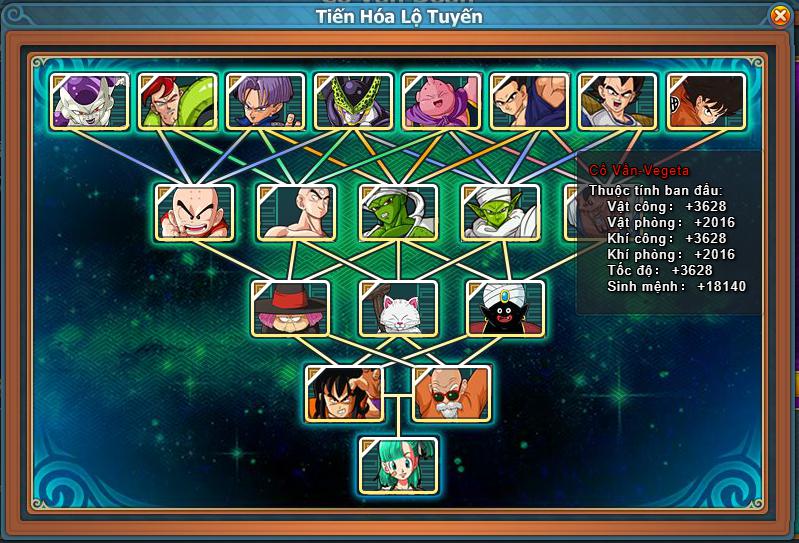 Tiến Hóa Lộ Tuyến
Cố Vấn-Vegeta
Thuộc tính ban đầu:
Vật công: +3628
Vật phòng: +2016
Khí công: +3628
Khí phòng: +2016
Tốc độ: +3628
Sinh mệnh: +18140